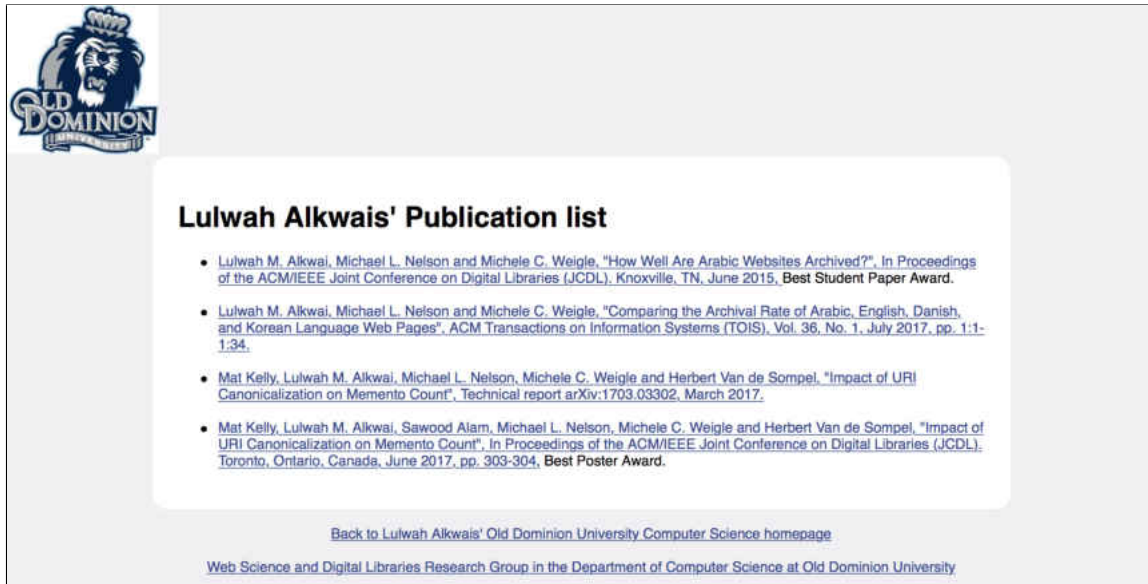 OLD
DOMINION
UNIVERSITY
Lulwah Alkwais' Publication list
Lulwah M. Alkwai, Michael L. Nelson and Michele C. Weigle, "How Well Are Arabic Websites Archived?", In Proceedings
of the ACM/IEEE Joint Conference on Digital Libraries (JCDL). Knoxville, TN, June 2015, Best Student Paper Award.
Lulwah M. Alkwai, Michael L. Nelson and Michele C. Weigle, "Comparing the Archival Rate of Arabic, English, Danish,
and Korean Language Web Pages", ACM Transactions on Information Systems (TOIS), Vol. 36, No. 1, July 2017, pp. 1:1-
1:34.
Mat Kelly, Lulwah M. Alkwai, Michael L. Nelson, Michele C. Weigle and Herbert Van de Sompel, "Impact of URI
Canonicalization on Memento Count", Technical report arXiv:1703.03302, March 2017.
Mat Kelly, Lulwah M. Alkwai, Sawood Alam, Michael L. Nelson, Michele C. Weigle and Herbert Van de Sompel, "Impact of
URI Canonicalization on Memento Count", In Proceedings of the ACM/IEEE Joint Conference on Digital Libraries (JCDL).
Toronto, Ontario, Canada, June 2017, pp. 303-304, Best Poster Award.
Back to Lulwah Alkwais' Old Dominion University Computer Science homepage
Web Science and Digital Libraries Research Group in the Department of Computer Science at Old Dominion University